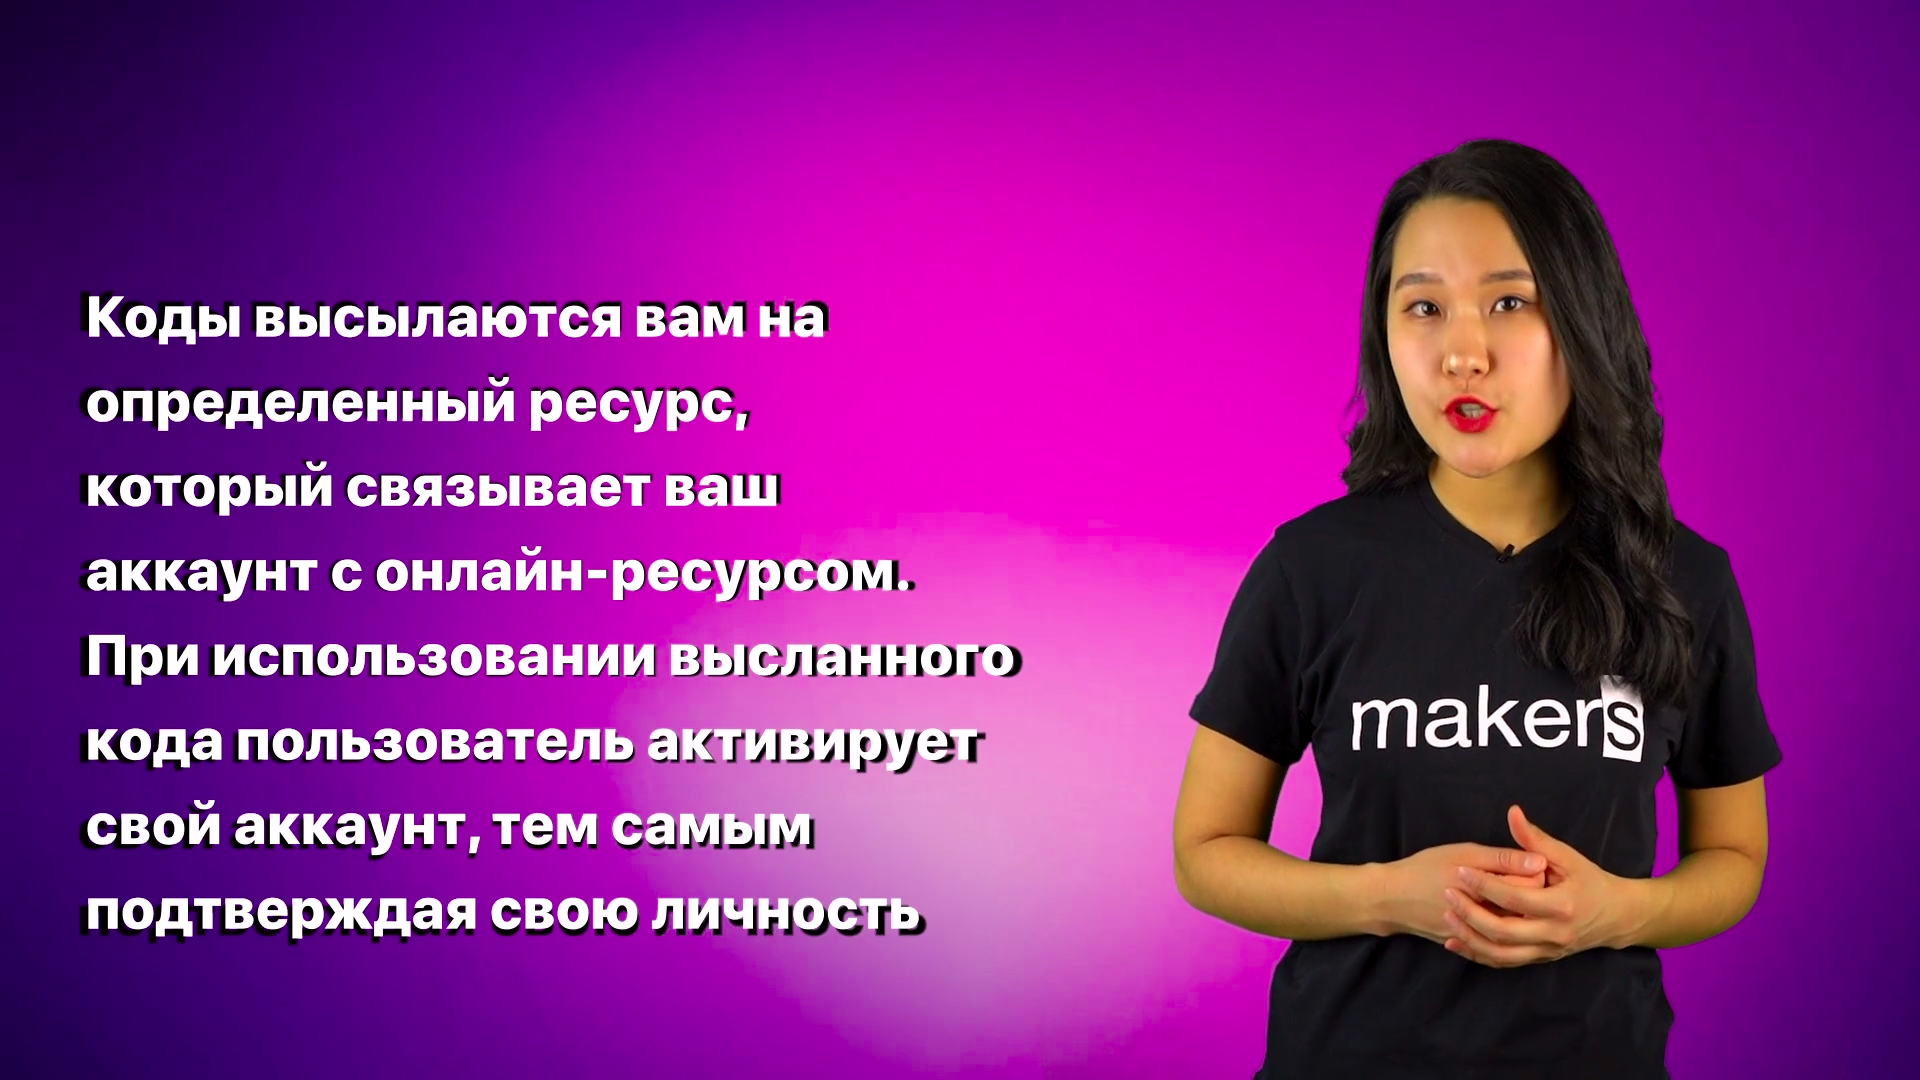 Коды высылаются вам на
определенный ресурс,
который связывает ваш
аккаунт с онлайн-ресурсом.
При использовании высланного
кода пользователь активирует
свой аккаунт, тем самым
подтверждая свою личность
makers